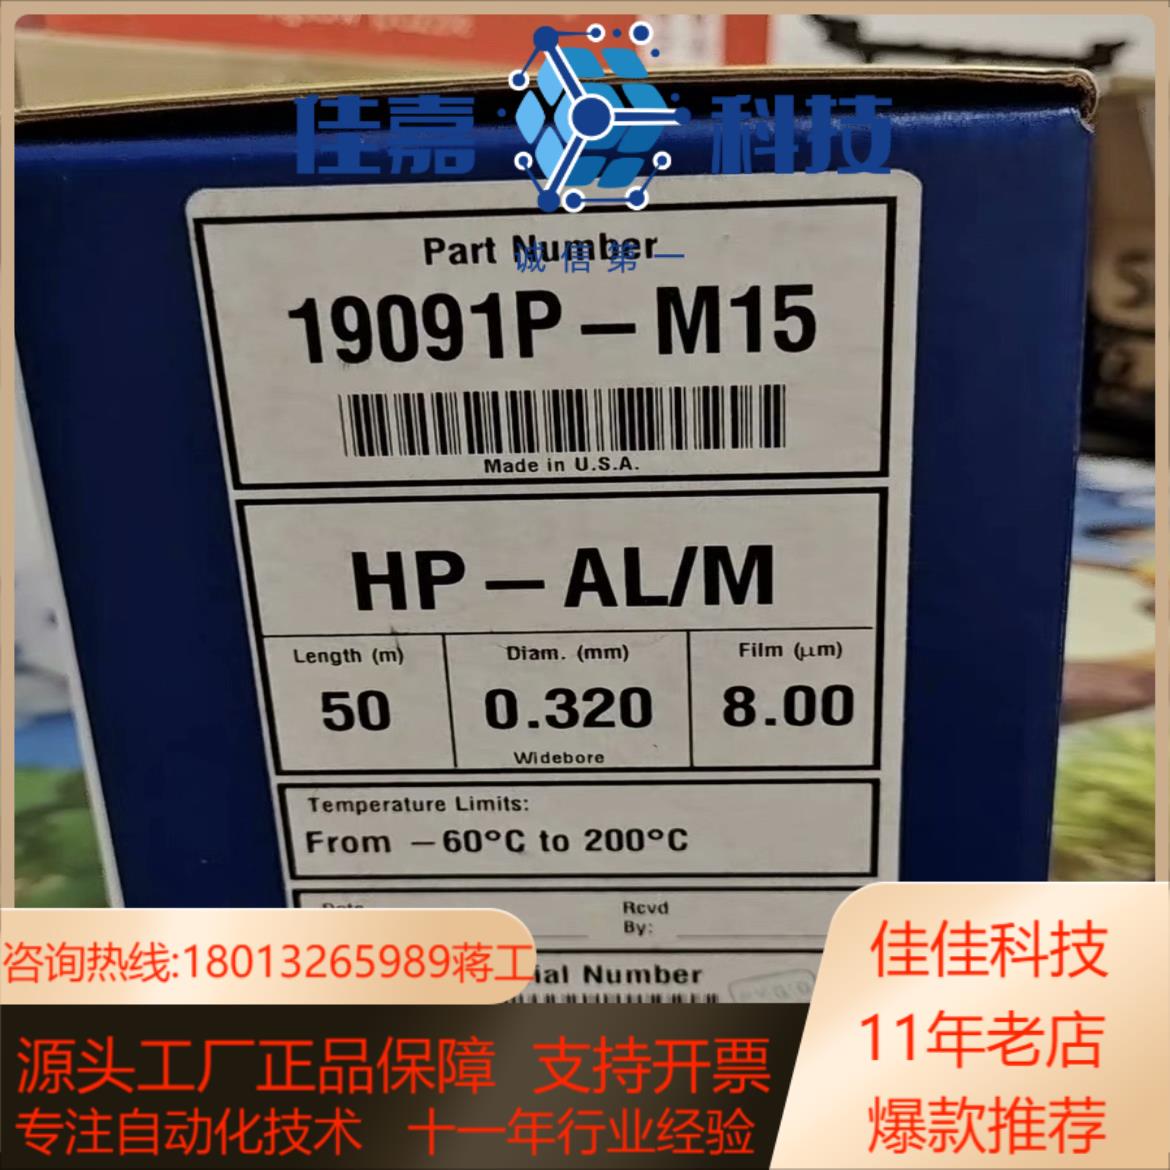 佳嘉 科技
诚信第一
Part Number
19091P-M15
Made in U.S.A.
HP-AL/M
Length (m) Diam. (mm) Film (μm)
50 0.320 8.00
Widebore
Temperature Limits:
From -60°C to 200°C
Date Rcvd
By:
ial Number
咨询热线:18013265989蒋工
源头工厂正品保障 支持开票
专注自动化技术 十一年行业经验
佳佳科技
11年老店
爆款推荐